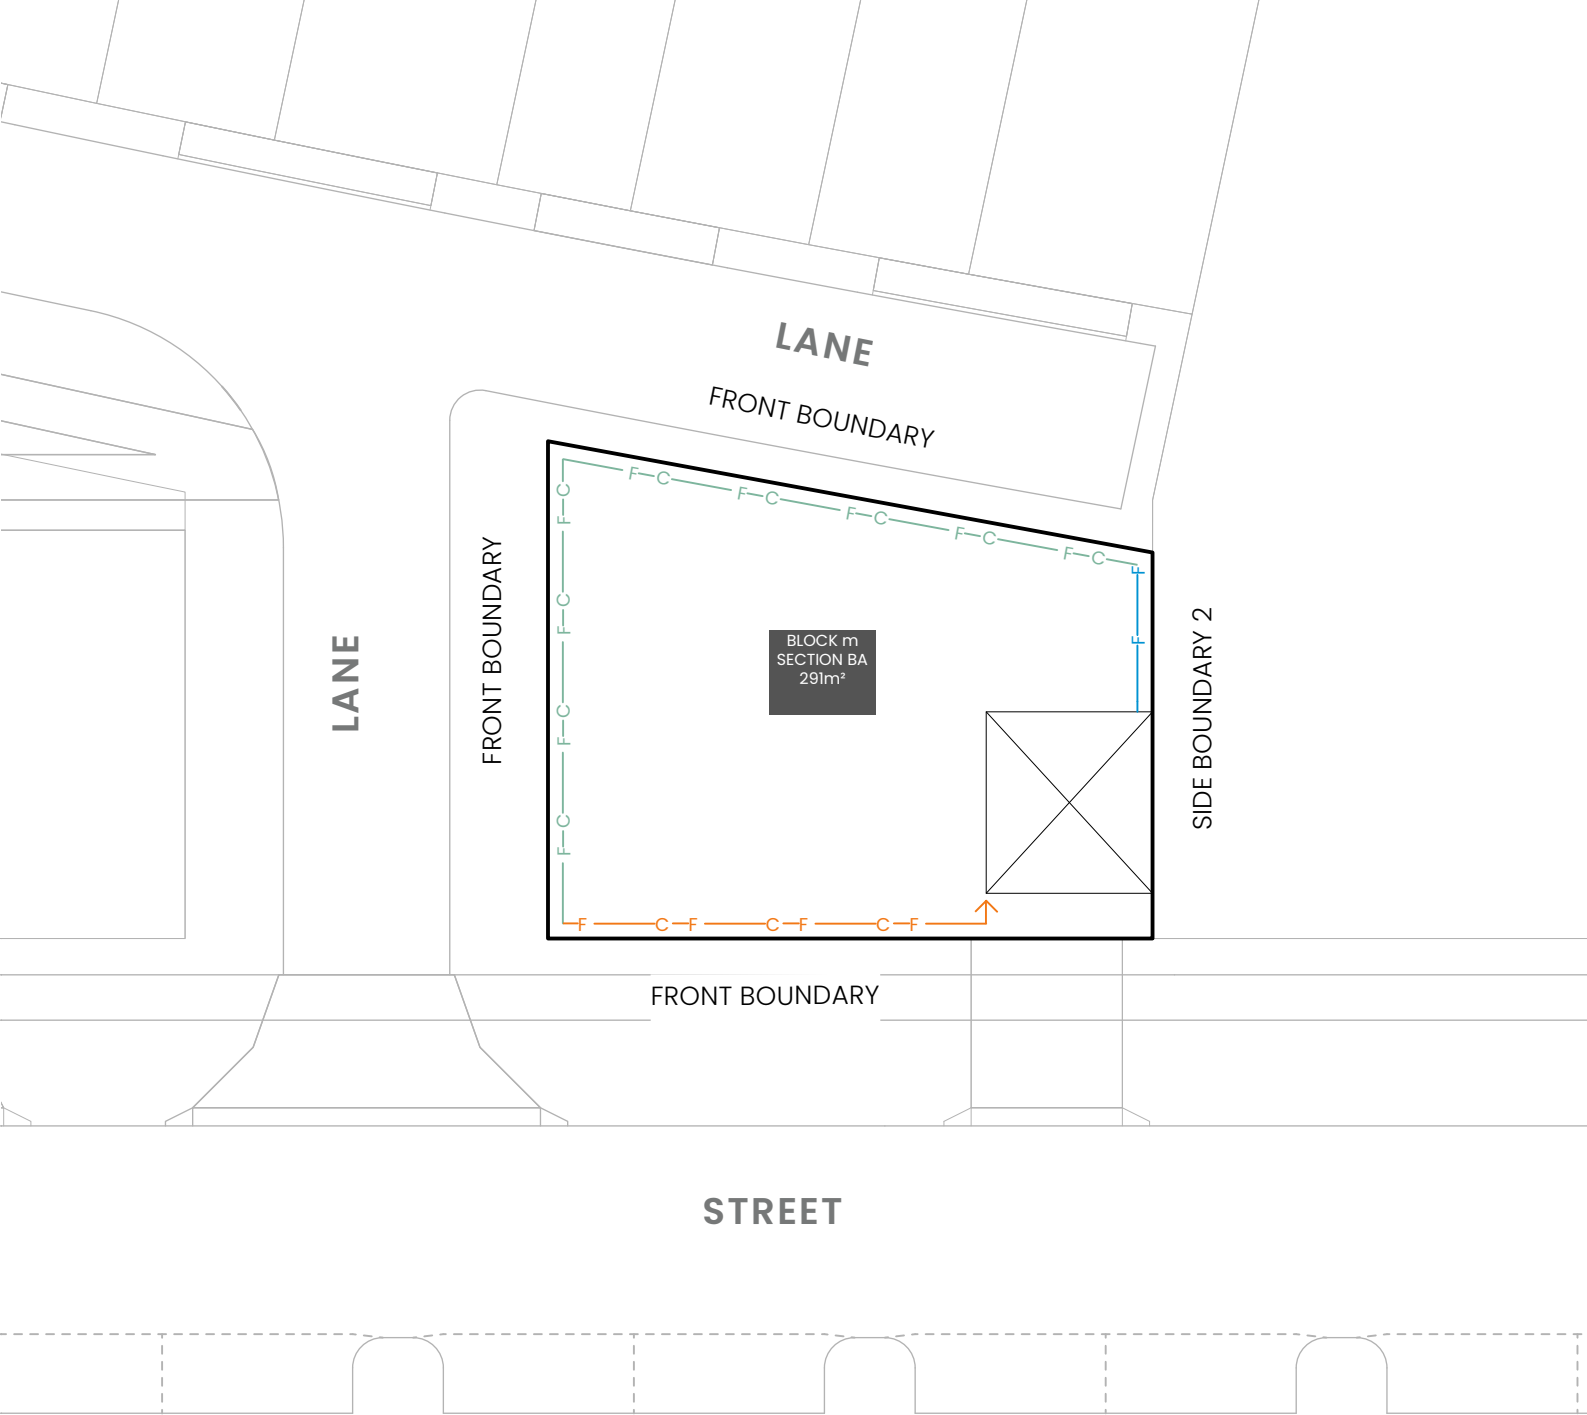 LANE
FRONT BOUNDARY
F C F C F C F C F C
C F C F C F C F
F F
LANE
FRONT BOUNDARY
BLOCK m
SECTION BA
291m²
SIDE BOUNDARY 2
F C F C F C F
FRONT BOUNDARY
STREET